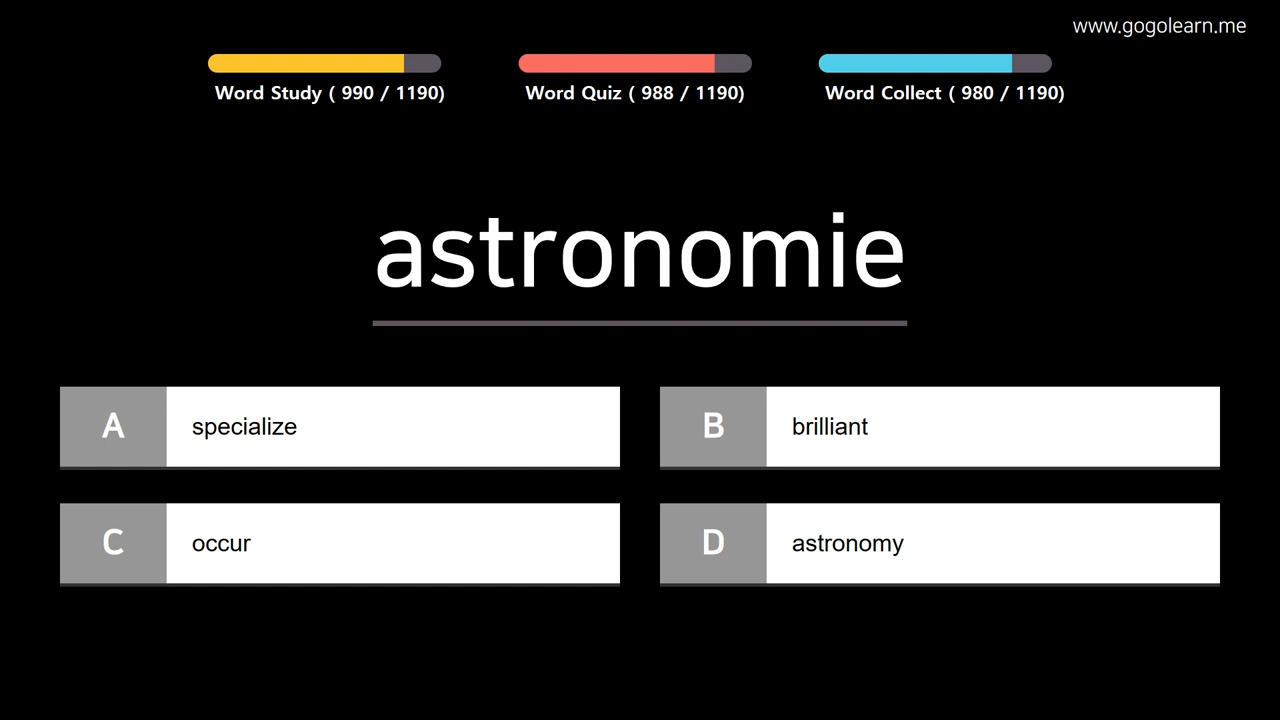 www.gogolearn.me
Word Study ( 990 / 1190)
Word Quiz ( 988 / 1190)
Word Collect ( 980 / 1190)
astronomie
A specialize
B brilliant
C occur
D astronomy